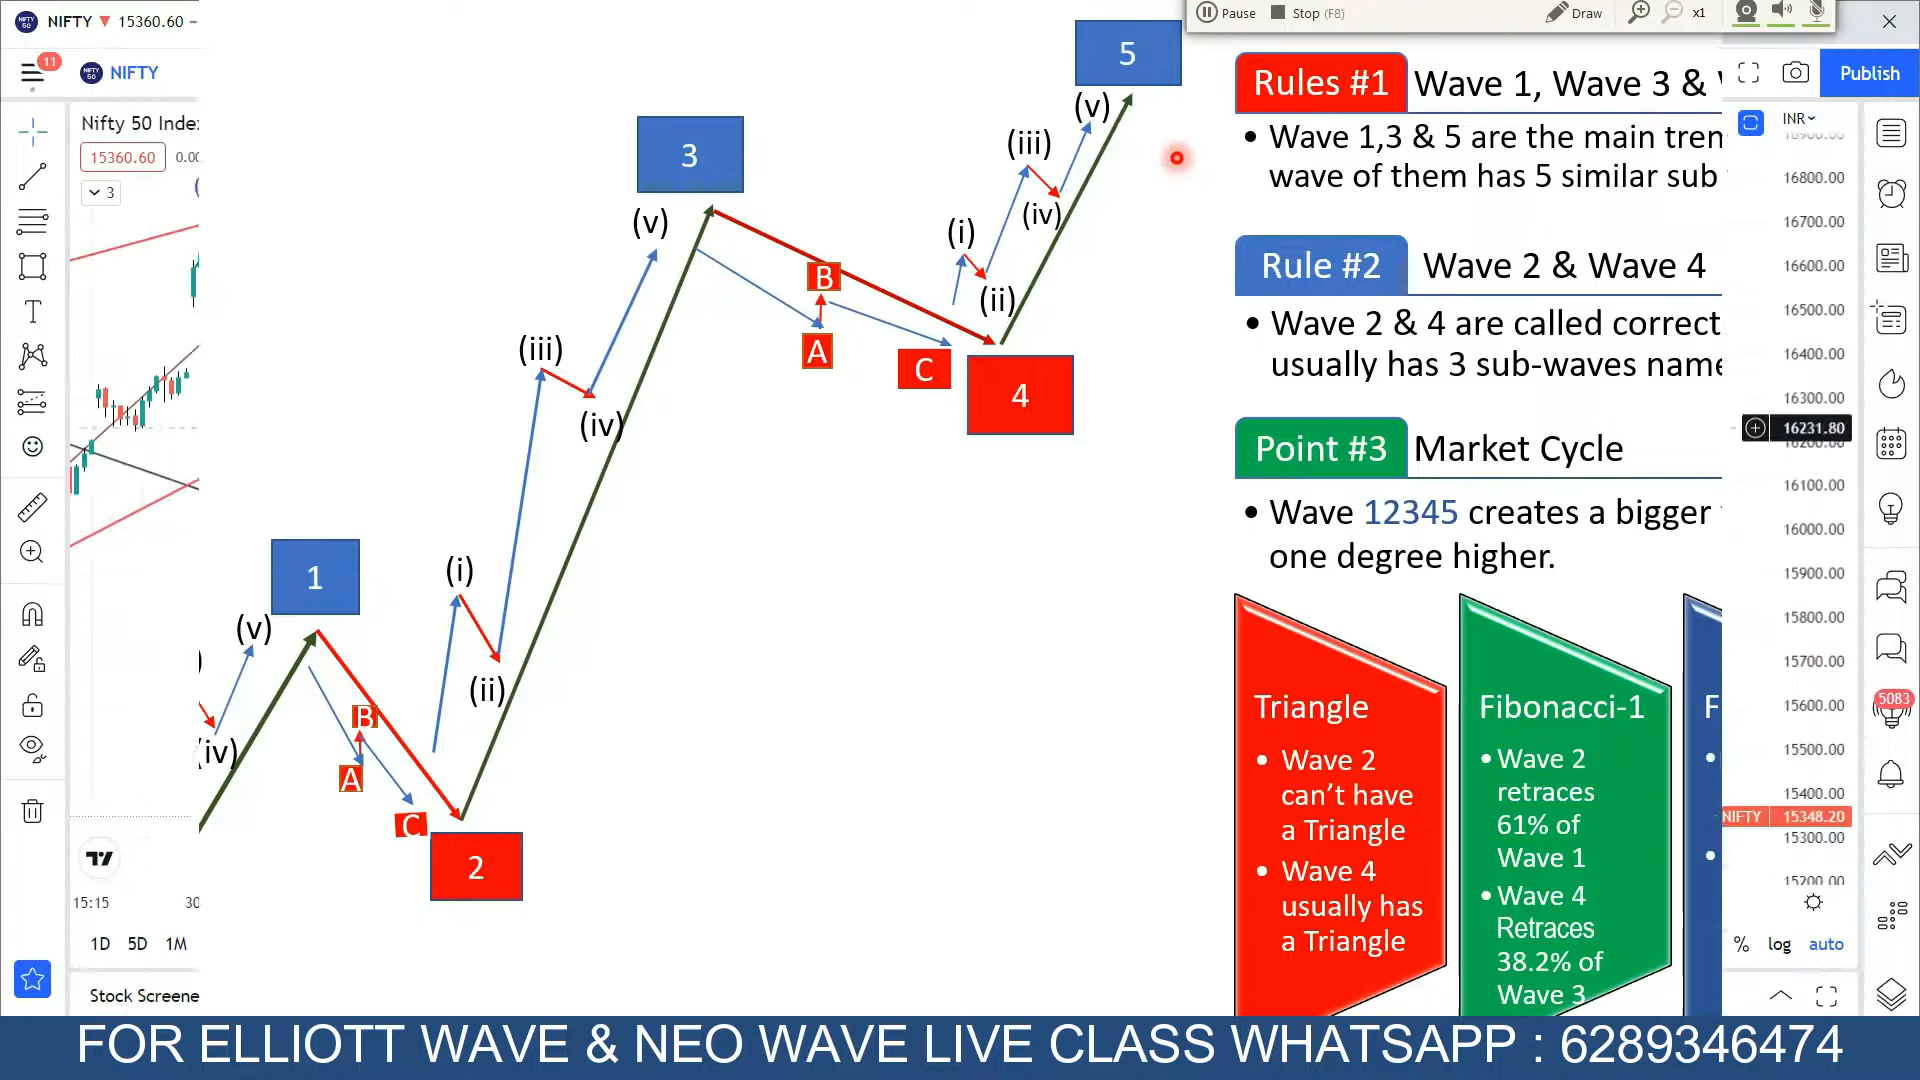 NIFTY ▼ 15360.60 –
Pause Stop (F8) Draw x1
11
NIFTY
Publish
Nifty 50 Index
15360.60 0.00
3
INR
5
(v)
3
(iii)
(v)
(iv)
(i)
B
(ii)
A
C
4
(iii)
(iv)
(i)
1
(v)
(ii)
B
(iv)
A
C
2
Rules #1 Wave 1, Wave 3 &
• Wave 1,3 & 5 are the main tren
wave of them has 5 similar sub
Rule #2 Wave 2 & Wave 4
• Wave 2 & 4 are called correct
usually has 3 sub-waves name
Point #3 Market Cycle
• Wave 12345 creates a bigger
one degree higher.
Triangle
• Wave 2
can’t have
a Triangle
• Wave 4
usually has
a Triangle
Fibonacci-1
• Wave 2
retraces
61% of
Wave 1
• Wave 4
Retraces
38.2% of
Wave 3
F
16900.00
16800.00
16700.00
16600.00
16500.00
16400.00
16300.00
16231.80
16200.00
16100.00
16000.00
15900.00
15800.00
15700.00
15600.00
15500.00
15400.00
NIFTY 15348.20
15300.00
15200.00
5083
15:15 30
1D 5D 1M
% log auto
Stock Screene
FOR ELLIOTT WAVE & NEO WAVE LIVE CLASS WHATSAPP : 6289346474